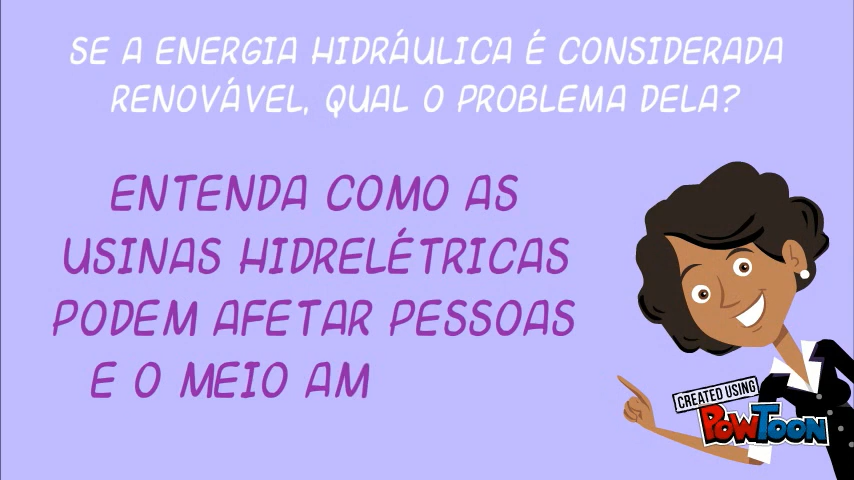 SE A ENERGIA HIDRÁULICA É CONSIDERADA
RENOVÁVEL, QUAL O PROBLEMA DELA?
ENTENDA COMO AS
USINAS HIDRELÉTRICAS
PODEM AFETAR PESSOAS
E O MEIO AM
CREATED USING
POWTOON